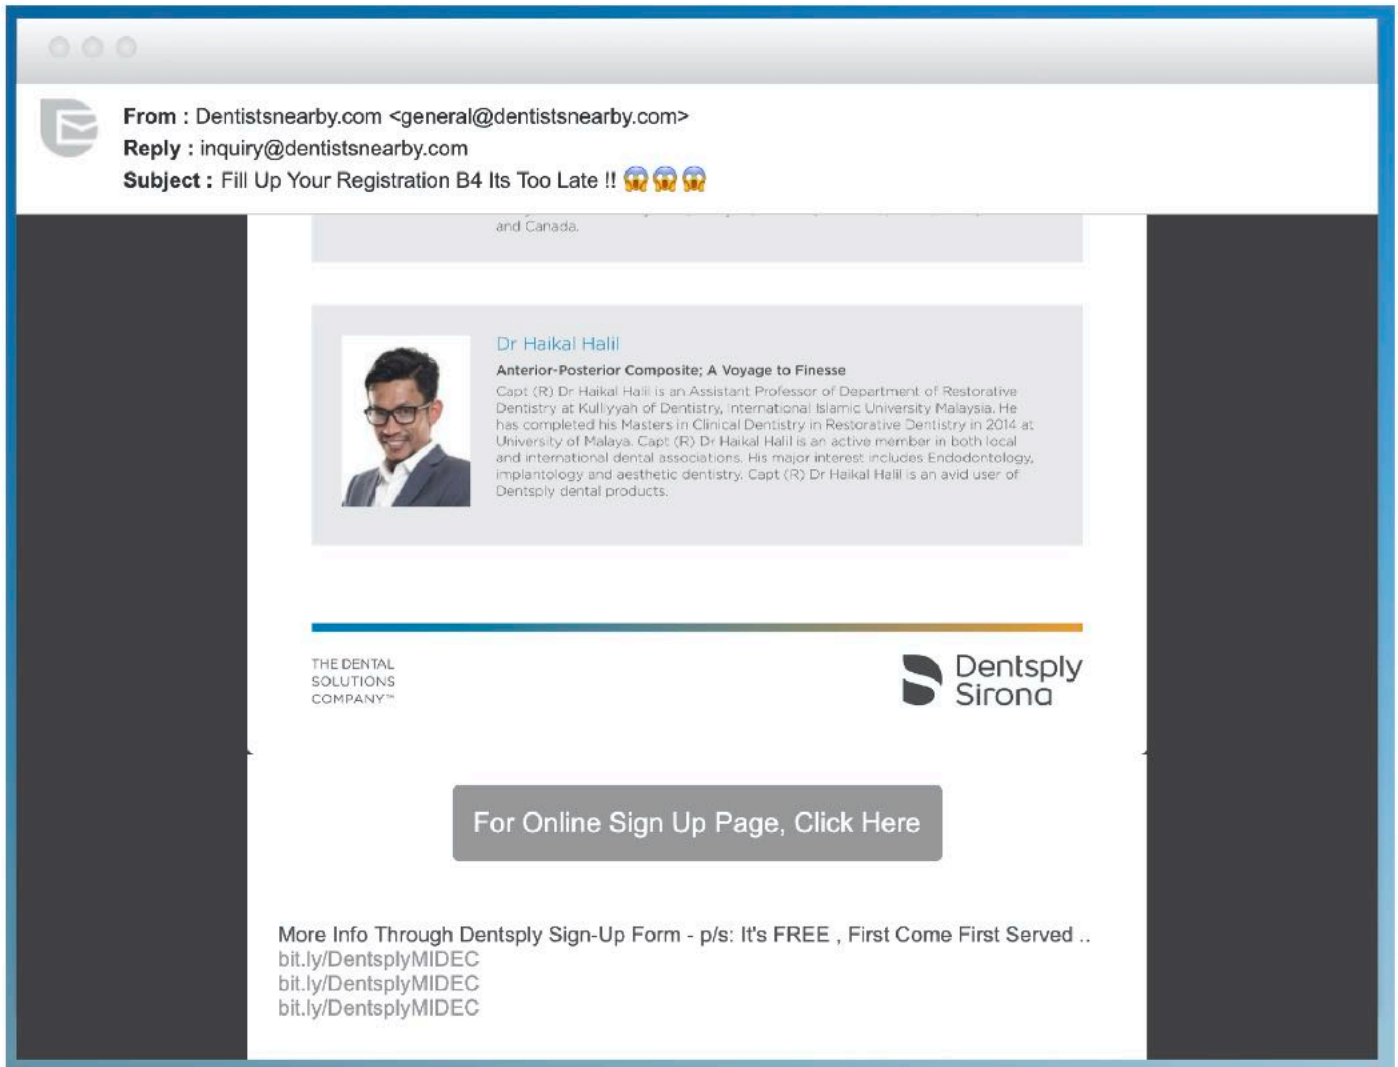 From : Dentistsnearby.com <general@dentistsnearby.com>
Reply : inquiry@dentistsnearby.com
Subject : Fill Up Your Registration B4 Its Too Late !! 😱😱😱
and Canada.
Dr Haikal Halil
Anterior-Posterior Composite; A Voyage to Finesse
Capt (R) Dr Haikal Halil is an Assistant Professor of Department of Restorative
Dentistry at Kulliyyah of Dentistry, International Islamic University Malaysia. He
has completed his Masters in Clinical Dentistry in Restorative Dentistry in 2014 at
University of Malaya. Capt (R) Dr Haikal Halil is an active member in both local
and international dental associations. His major interest includes Endodontology,
implantology and aesthetic dentistry. Capt (R) Dr Haikal Halil is an avid user of
Dentsply dental products.
THE DENTAL
SOLUTIONS
COMPANY™
Dentsply
Sirona
For Online Sign Up Page, Click Here
More Info Through Dentsply Sign-Up Form - p/s: It's FREE , First Come First Served ..
bit.ly/DentsplyMIDEC
bit.ly/DentsplyMIDEC
bit.ly/DentsplyMIDEC